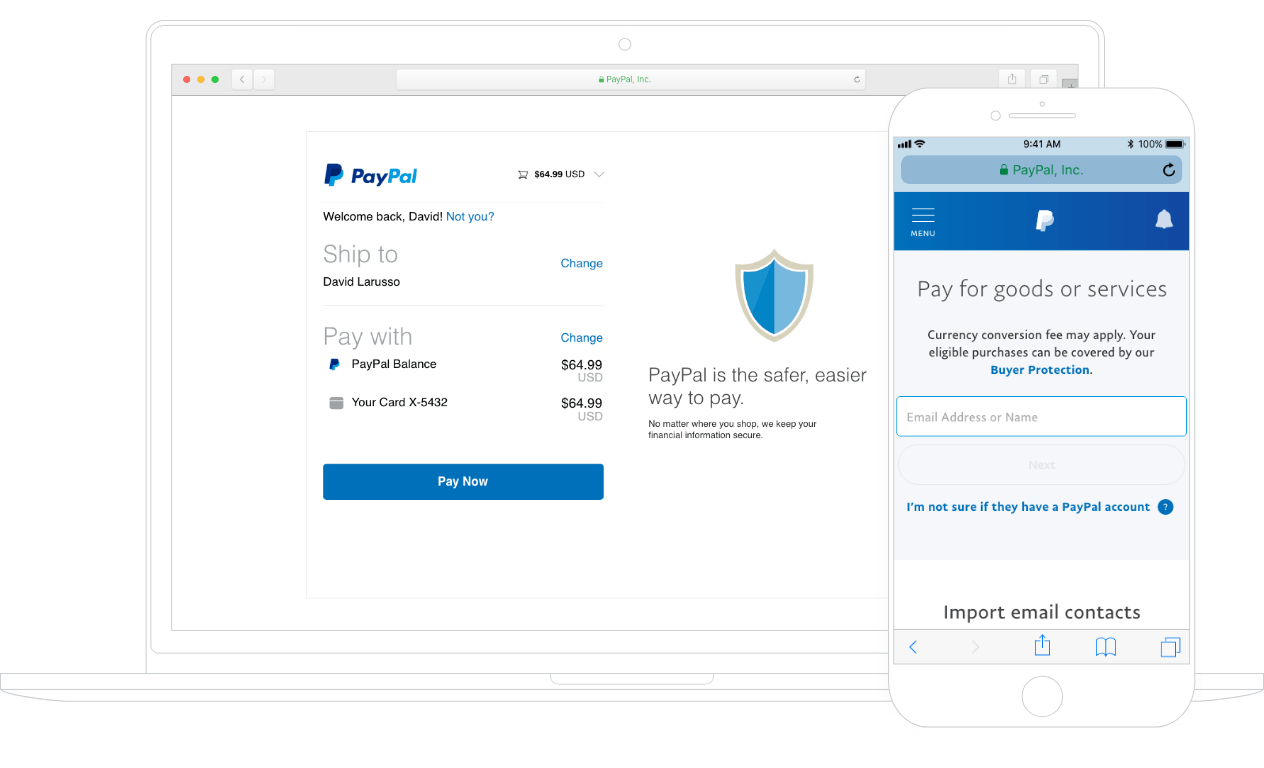 PayPal, Inc.
PayPal
$64.99 USD
Welcome back, David! Not you?
Ship to
Change
David Larusso
Pay with
Change
PayPal Balance
$64.99
USD
Your Card X-5432
$64.99
USD
Pay Now
PayPal is the safer, easier
way to pay.
No matter where you shop, we keep your
financial information secure.
9:41 AM
100%
PayPal, Inc.
MENU
Pay for goods or services
Currency conversion fee may apply. Your
eligible purchases can be covered by our
Buyer Protection.
Email Address or Name
Next
I'm not sure if they have a PayPal account ?
Import email contacts